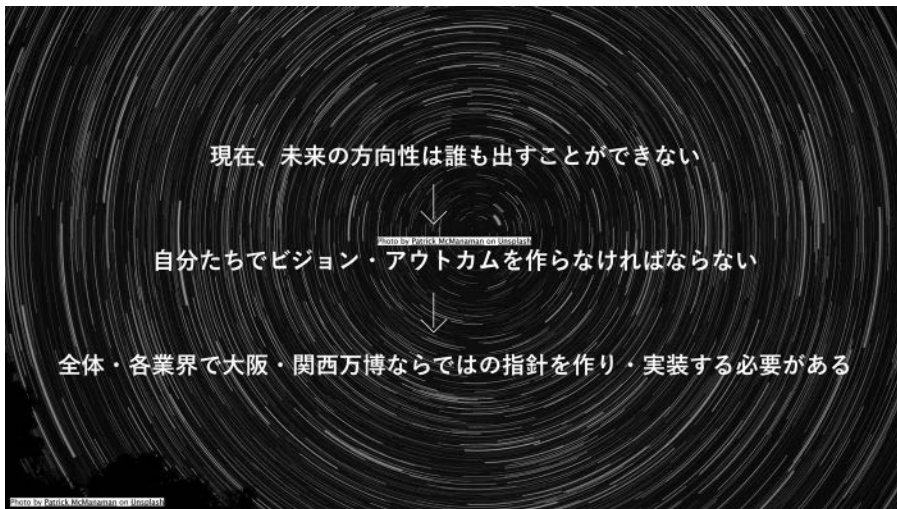 現在、未来の方向性は誰も出すことができない
Photo by Patrick McManaman on Unsplash
自分たちでビジョン・アウトカムを作らなければならない
全体・各業界で大阪・関西万博ならではの指針を作り・実装する必要がある
Photo by Patrick McManaman on Unsplash